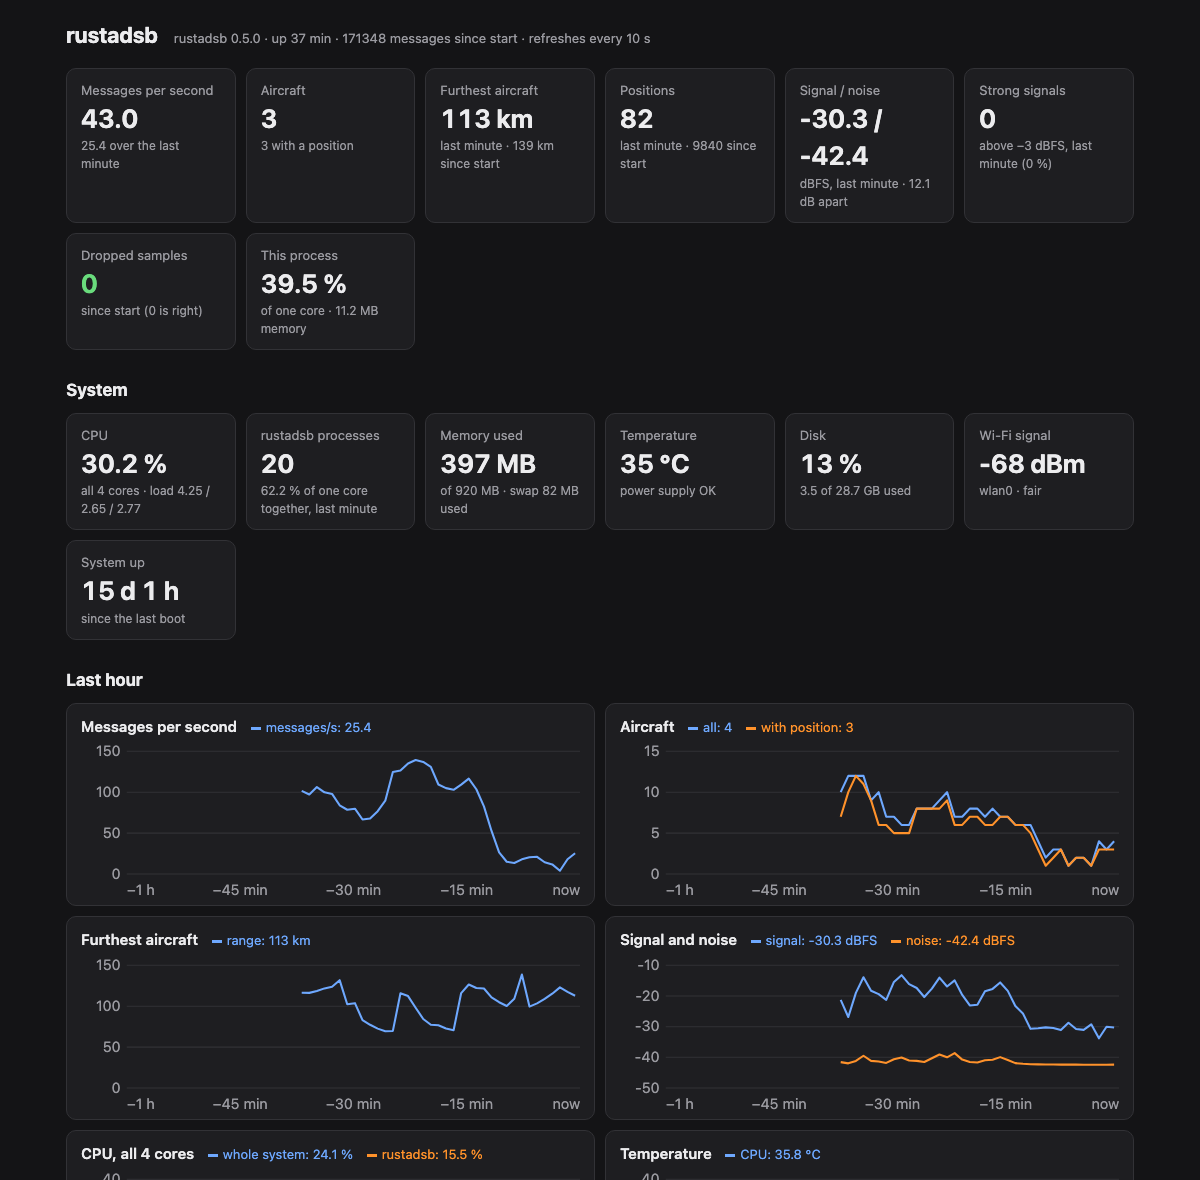 rustadsb rustadsb 0.5.0 · up 37 min · 171348 messages since start · refreshes every 10 s
Messages per second
43.0
25.4 over the last
minute
Aircraft
3
3 with a position
Furthest aircraft
113 km
last minute · 139 km
since start
Positions
82
last minute · 9840 since
start
Signal / noise
-30.3 /
-42.4
dBFS, last minute · 12.1
dB apart
Strong signals
0
above −3 dBFS, last
minute (0 %)
Dropped samples
0
since start (0 is right)
This process
39.5 %
of one core · 11.2 MB
memory
System
CPU
30.2 %
all 4 cores · load 4.25 /
2.65 / 2.77
rustadsb processes
20
62.2 % of one core
together, last minute
Memory used
397 MB
of 920 MB · swap 82 MB
used
Temperature
35 °C
power supply OK
Disk
13 %
3.5 of 28.7 GB used
Wi-Fi signal
-68 dBm
wlan0 · fair
System up
15 d 1 h
since the last boot
Last hour
Messages per second messages/s: 25.4
150
100
50
0
−1 h −45 min −30 min −15 min now
Aircraft all: 4 with position: 3
15
10
5
0
−1 h −45 min −30 min −15 min now
Furthest aircraft range: 113 km
150
100
50
0
−1 h −45 min −30 min −15 min now
Signal and noise signal: -30.3 dBFS noise: -42.4 dBFS
-10
-20
-30
-40
-50
−1 h −45 min −30 min −15 min now
CPU, all 4 cores whole system: 24.1 % rustadsb: 15.5 %
40
Temperature CPU: 35.8 °C
40